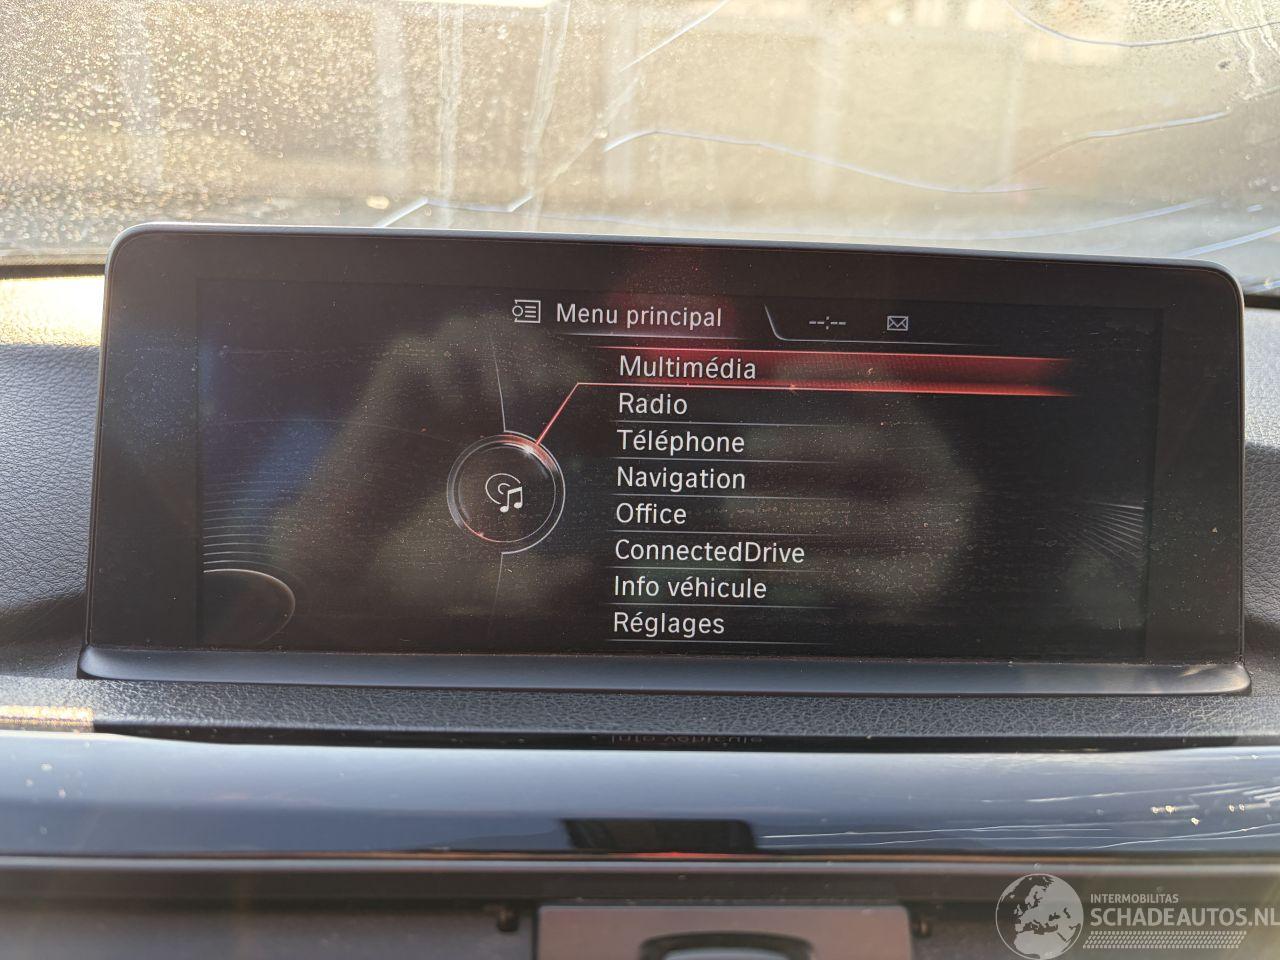 Menu principal --:--
Multimédia
Radio
Téléphone
Navigation
Office
ConnectedDrive
Info véhicule
Réglages
INTERMOBILITAS
SCHADEAUTOS.NL